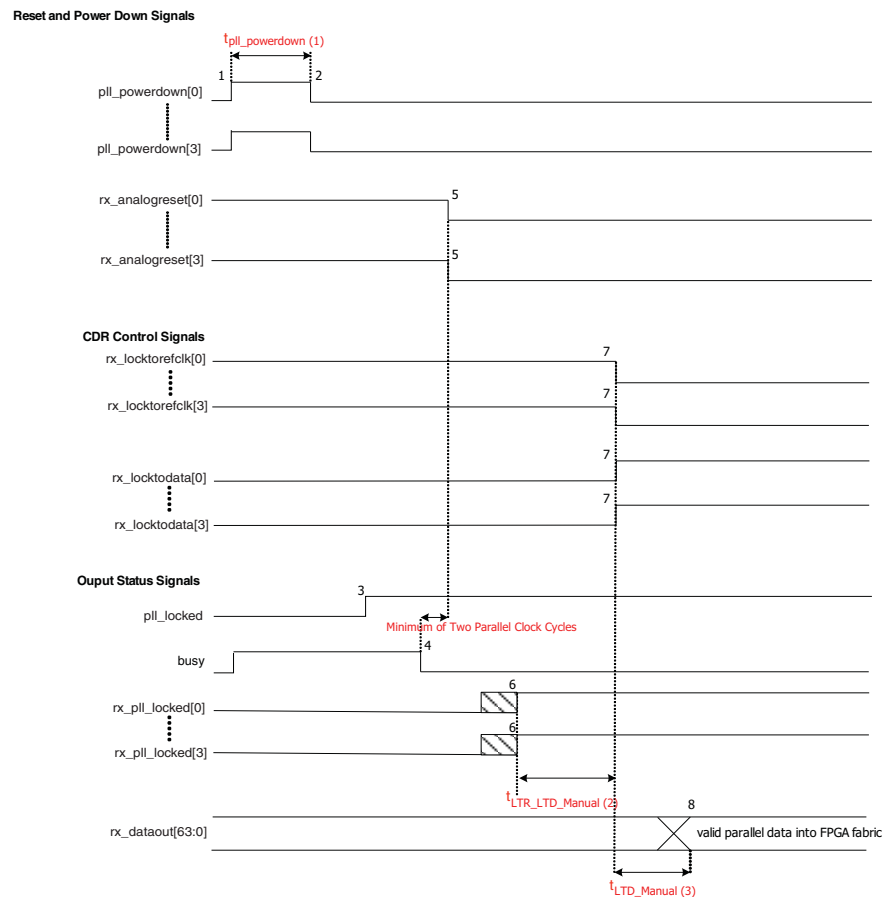 Reset and Power Down Signals
tpll_powerdown (1)
1
2
pll_powerdown[0]
pll_powerdown[3]
rx_analogreset[0]
5
rx_analogreset[3]
5
CDR Control Signals
rx_locktorefclk[0]
7
rx_locktorefclk[3]
7
rx_locktodata[0]
7
rx_locktodata[3]
7
Ouput Status Signals
pll_locked
3
Minimum of Two Parallel Clock Cycles
busy
4
rx_pll_locked[0]
6
rx_pll_locked[3]
6
tLTR_LTD_Manual (2)
rx_dataout[63:0]
8
valid parallel data into FPGA fabric
tLTD_Manual (3)